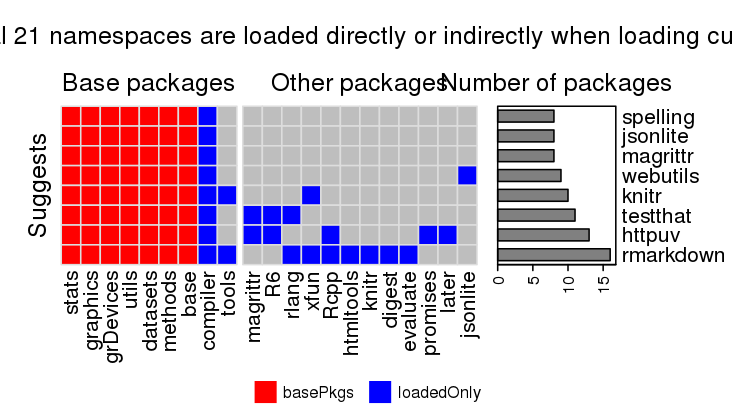 21 namespaces are loaded directly or indirectly when loading
Base packages Other packages Number of packages
Suggests
spelling
jsonlite
magrittr
webutils
knitr
testthat
httpuv
rmarkdown
0 5 10 15
stats graphics grDevices utils datasets methods base compiler tools magrittr R6 rlang xfun Rcpp htmltools knitr digest evaluate promises later jsonlite
basePkgs loadedOnly